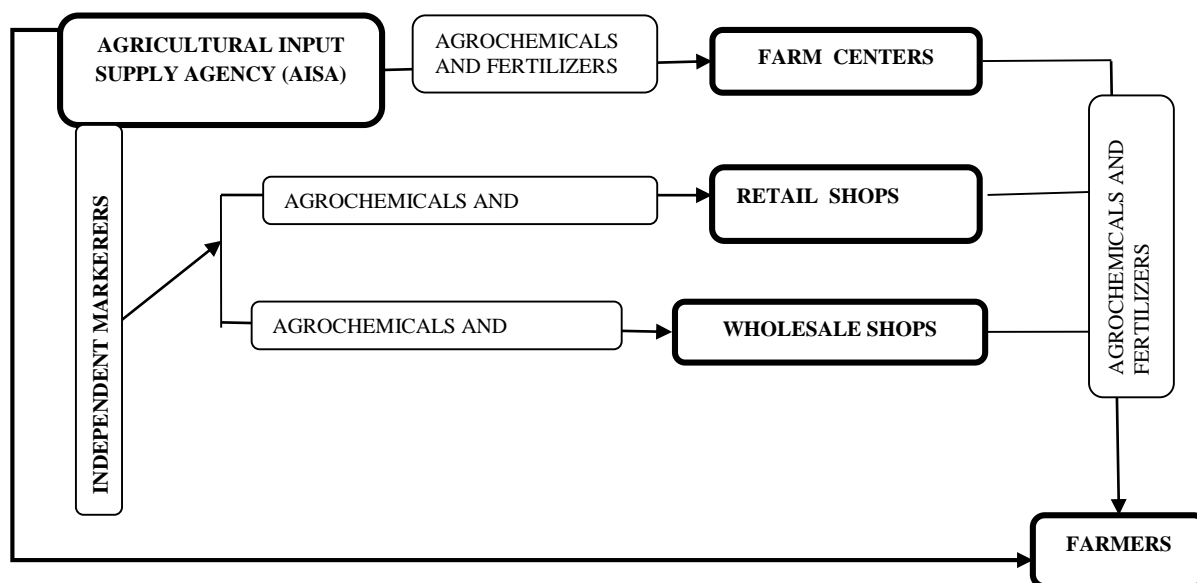 AGRICULTURAL INPUT
SUPPLY AGENCY (AISA)
AGROCHEMICALS
AND FERTILIZERS
FARM CENTERS
INDEPENDENT MARKERERS
AGROCHEMICALS AND
RETAIL SHOPS
AGROCHEMICALS AND
WHOLESALE SHOPS
AGROCHEMICALS AND
FERTILIZERS
FARMERS